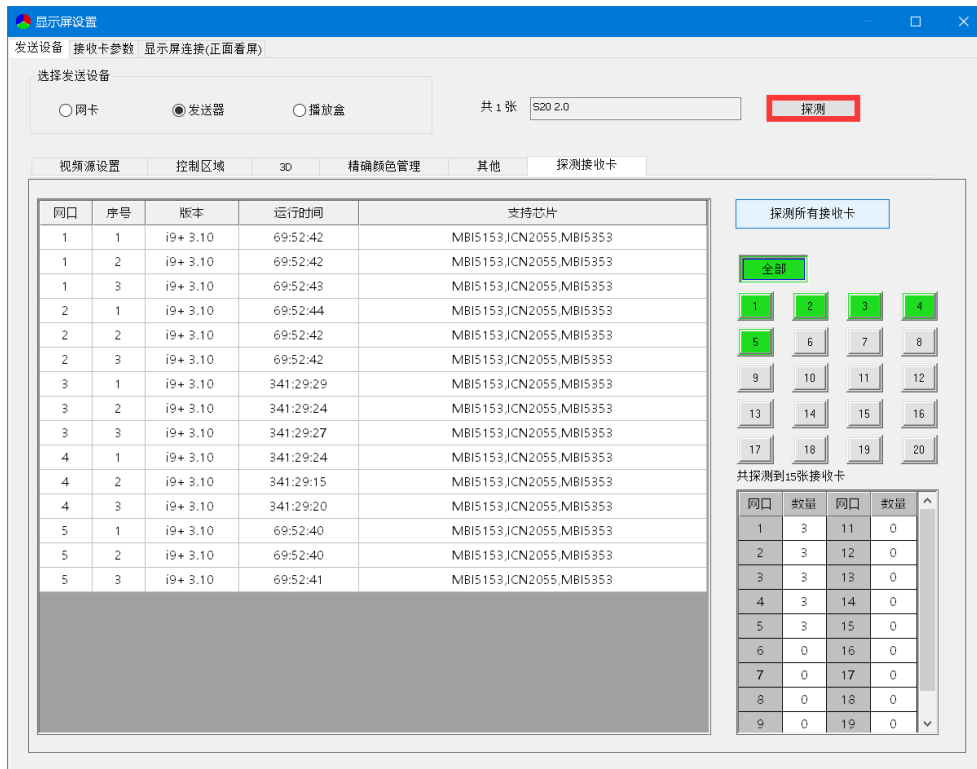 显示屏设置
发送设备 接收卡参数 显示屏连接(正面看屏)
选择发送设备
网卡 发送器 播放盒
共 1 张 S20 2.0 探测
视频源设置 控制区域 3D 精确颜色管理 其他 探测接收卡
网口 序号 版本 运行时间 支持芯片
1 1 i9+ 3.10 69:52:42 MBI5153,ICN2055,MBI5353
1 2 i9+ 3.10 69:52:42 MBI5153,ICN2055,MBI5353
1 3 i9+ 3.10 69:52:43 MBI5153,ICN2055,MBI5353
2 1 i9+ 3.10 69:52:44 MBI5153,ICN2055,MBI5353
2 2 i9+ 3.10 69:52:42 MBI5153,ICN2055,MBI5353
2 3 i9+ 3.10 69:52:42 MBI5153,ICN2055,MBI5353
3 1 i9+ 3.10 341:29:29 MBI5153,ICN2055,MBI5353
3 2 i9+ 3.10 341:29:24 MBI5153,ICN2055,MBI5353
3 3 i9+ 3.10 341:29:27 MBI5153,ICN2055,MBI5353
4 1 i9+ 3.10 341:29:24 MBI5153,ICN2055,MBI5353
4 2 i9+ 3.10 341:29:15 MBI5153,ICN2055,MBI5353
4 3 i9+ 3.10 341:29:20 MBI5153,ICN2055,MBI5353
5 1 i9+ 3.10 69:52:40 MBI5153,ICN2055,MBI5353
5 2 i9+ 3.10 69:52:40 MBI5153,ICN2055,MBI5353
5 3 i9+ 3.10 69:52:41 MBI5153,ICN2055,MBI5353
探测所有接收卡
全部
1 2 3 4
5 6 7 8
9 10 11 12
13 14 15 16
17 18 19 20
共探测到15张接收卡
网口 数量 网口 数量
1 3 11 0
2 3 12 0
3 3 13 0
4 3 14 0
5 3 15 0
6 0 16 0
7 0 17 0
8 0 18 0
9 0 19 0